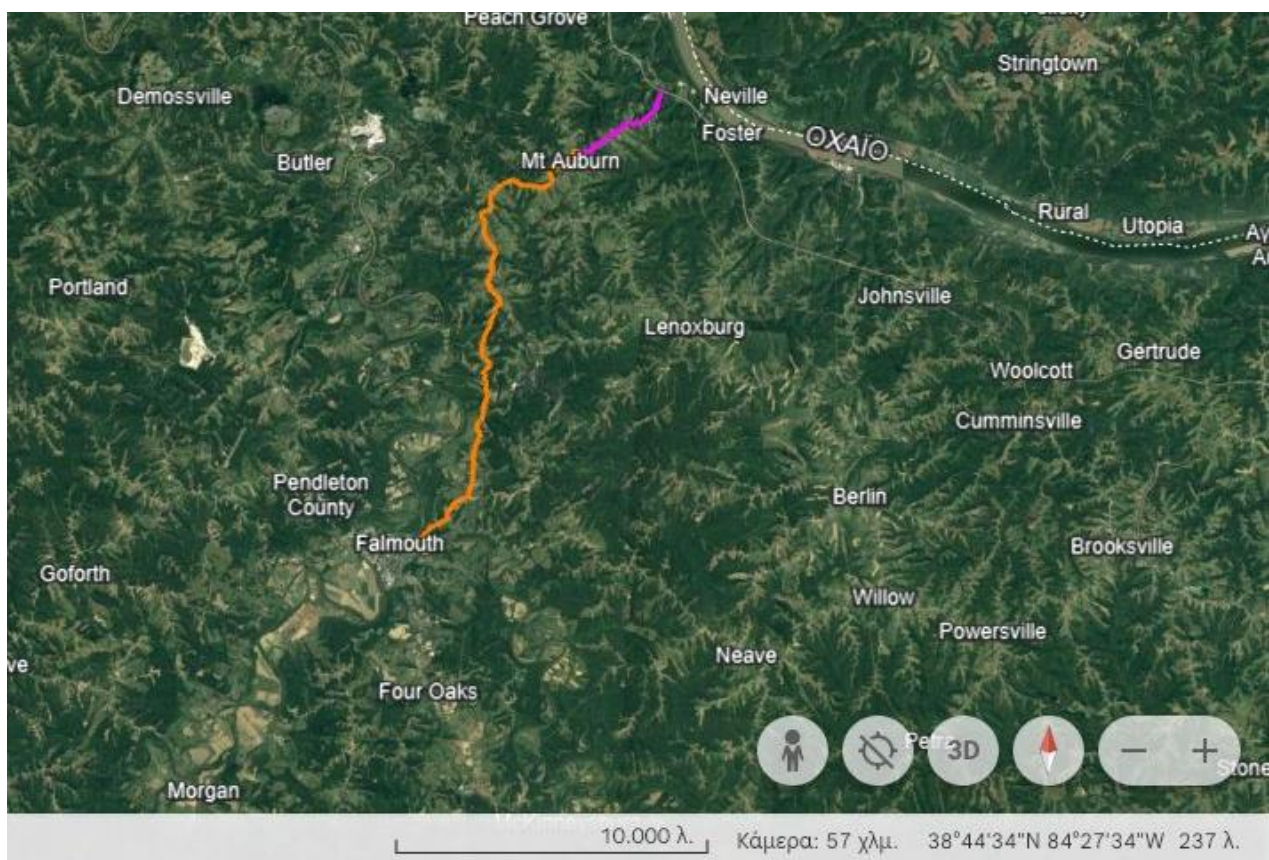 Peach Grove
Stringtown
Demossville
Neville
Foster
ΟΧΑΪΟ
Butler
Mt Auburn
Rural
Utopia
Portland
Johnsville
Lenoxburg
Gertrude
Woolcott
Cumminsville
Pendleton
County
Berlin
Falmouth
Brooksville
Goforth
Willow
Powersville
Neave
Four Oaks
Petra
3D
Stone
Morgan
10.000 λ.
Κάμερα: 57 χλμ.
38°44'34"N 84°27'34"W
237 λ.